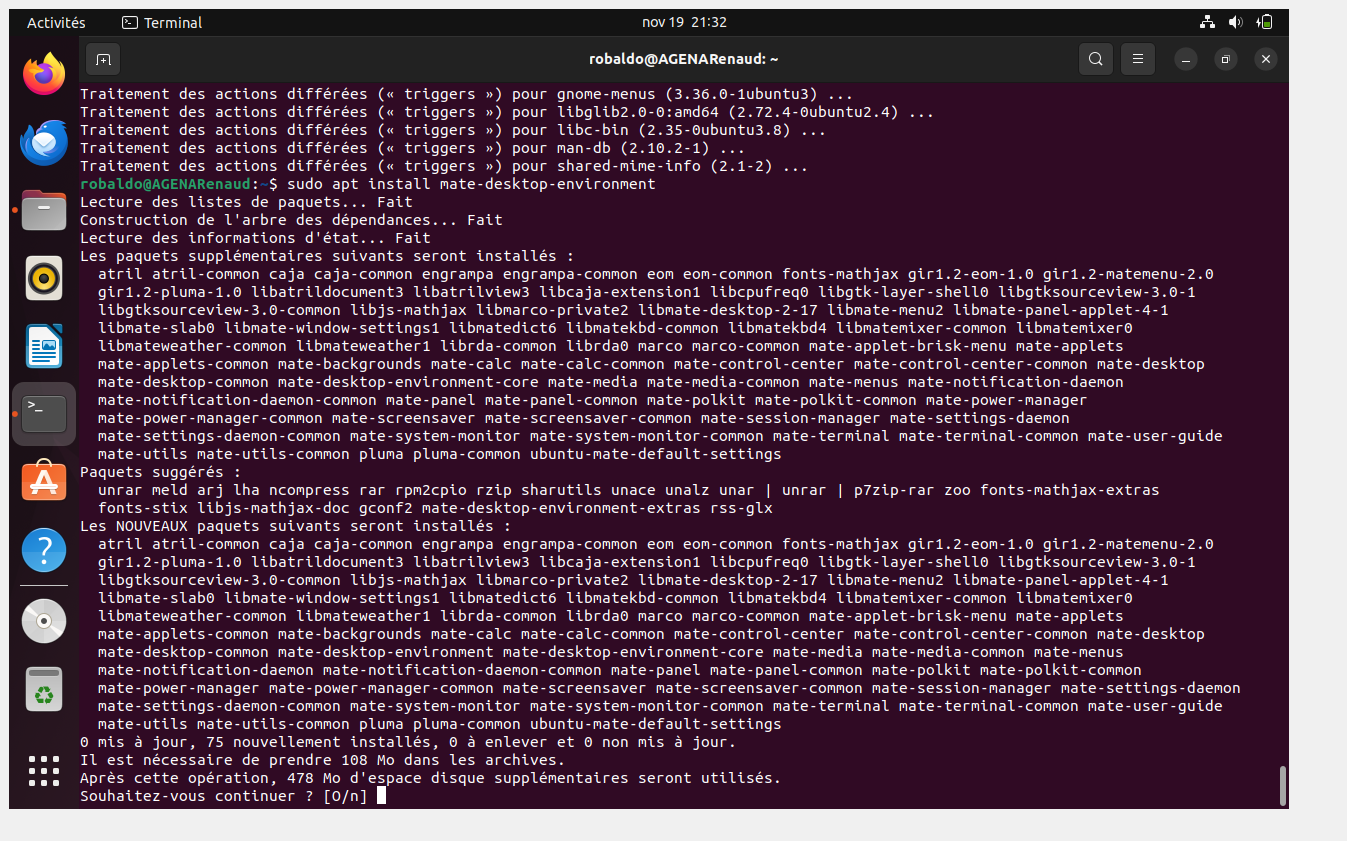 Activités
Terminal
nov 19 21:32
robaldo@AGENARenaud: ~
Traitement des actions différées (« triggers ») pour gnome-menus (3.36.0-1ubuntu3) ...
Traitement des actions différées (« triggers ») pour libglib2.0-0:amd64 (2.72.4-0ubuntu2.4) ...
Traitement des actions différées (« triggers ») pour libc-bin (2.35-0ubuntu3.8) ...
Traitement des actions différées (« triggers ») pour man-db (2.10.2-1) ...
Traitement des actions différées (« triggers ») pour shared-mime-info (2.1-2) ...
robaldo@AGENARenaud:~$ sudo apt install mate-desktop-environment
Lecture des listes de paquets... Fait
Construction de l'arbre des dépendances... Fait
Lecture des informations d'état... Fait
Les paquets supplémentaires suivants seront installés :
  atril atril-common caja caja-common engrampa engrampa-common eom eom-common fonts-mathjax gir1.2-eom-1.0 gir1.2-matemenu-2.0
  gir1.2-pluma-1.0 libatrildocument3 libatrilview3 libcaja-extension1 libcpufreq0 libgtk-layer-shell0 libgtksourceview-3.0-1
  libgtksourceview-3.0-common libjs-mathjax libmarco-private2 libmate-desktop-2-17 libmate-menu2 libmate-panel-applet-4-1
  libmate-slab0 libmate-window-settings1 libmatedict6 libmatekbd-common libmatekbd4 libmatemixer-common libmatemixer0
  libmateweather-common libmateweather1 librda-common librda0 marco marco-common mate-applet-brisk-menu mate-applets
  mate-applets-common mate-backgrounds mate-calc mate-calc-common mate-control-center mate-control-center-common mate-desktop
  mate-desktop-common mate-desktop-environment-core mate-media mate-media-common mate-menus mate-notification-daemon
  mate-notification-daemon-common mate-panel mate-panel-common mate-polkit mate-polkit-common mate-power-manager
  mate-power-manager-common mate-screensaver mate-screensaver-common mate-session-manager mate-settings-daemon
  mate-settings-daemon-common mate-system-monitor mate-system-monitor-common mate-terminal mate-terminal-common mate-user-guide
  mate-utils mate-utils-common pluma pluma-common ubuntu-mate-default-settings
Paquets suggérés :
  unrar meld arj lha ncompress rar rpm2cpio rzip sharutils unace unalz unar | unrar | p7zip-rar zoo fonts-mathjax-extras
  fonts-stix libjs-mathjax-doc gconf2 mate-desktop-environment-extras rss-glx
Les NOUVEAUX paquets suivants seront installés :
  atril atril-common caja caja-common engrampa engrampa-common eom eom-common fonts-mathjax gir1.2-eom-1.0 gir1.2-matemenu-2.0
  gir1.2-pluma-1.0 libatrildocument3 libatrilview3 libcaja-extension1 libcpufreq0 libgtk-layer-shell0 libgtksourceview-3.0-1
  libgtksourceview-3.0-common libjs-mathjax libmarco-private2 libmate-desktop-2-17 libmate-menu2 libmate-panel-applet-4-1
  libmate-slab0 libmate-window-settings1 libmatedict6 libmatekbd-common libmatekbd4 libmatemixer-common libmatemixer0
  libmateweather-common libmateweather1 librda-common librda0 marco marco-common mate-applet-brisk-menu mate-applets
  mate-applets-common mate-backgrounds mate-calc mate-calc-common mate-control-center mate-control-center-common mate-desktop
  mate-desktop-common mate-desktop-environment mate-desktop-environment-core mate-media mate-media-common mate-menus
  mate-notification-daemon mate-notification-daemon-common mate-panel mate-panel-common mate-polkit mate-polkit-common
  mate-power-manager mate-power-manager-common mate-screensaver mate-screensaver-common mate-session-manager mate-settings-daemon
  mate-settings-daemon-common mate-system-monitor mate-system-monitor-common mate-terminal mate-terminal-common mate-user-guide
  mate-utils mate-utils-common pluma pluma-common ubuntu-mate-default-settings
0 mis à jour, 75 nouvellement installés, 0 à enlever et 0 non mis à jour.
Il est nécessaire de prendre 108 Mo dans les archives.
Après cette opération, 478 Mo d'espace disque supplémentaires seront utilisés.
Souhaitez-vous continuer ? [O/n]